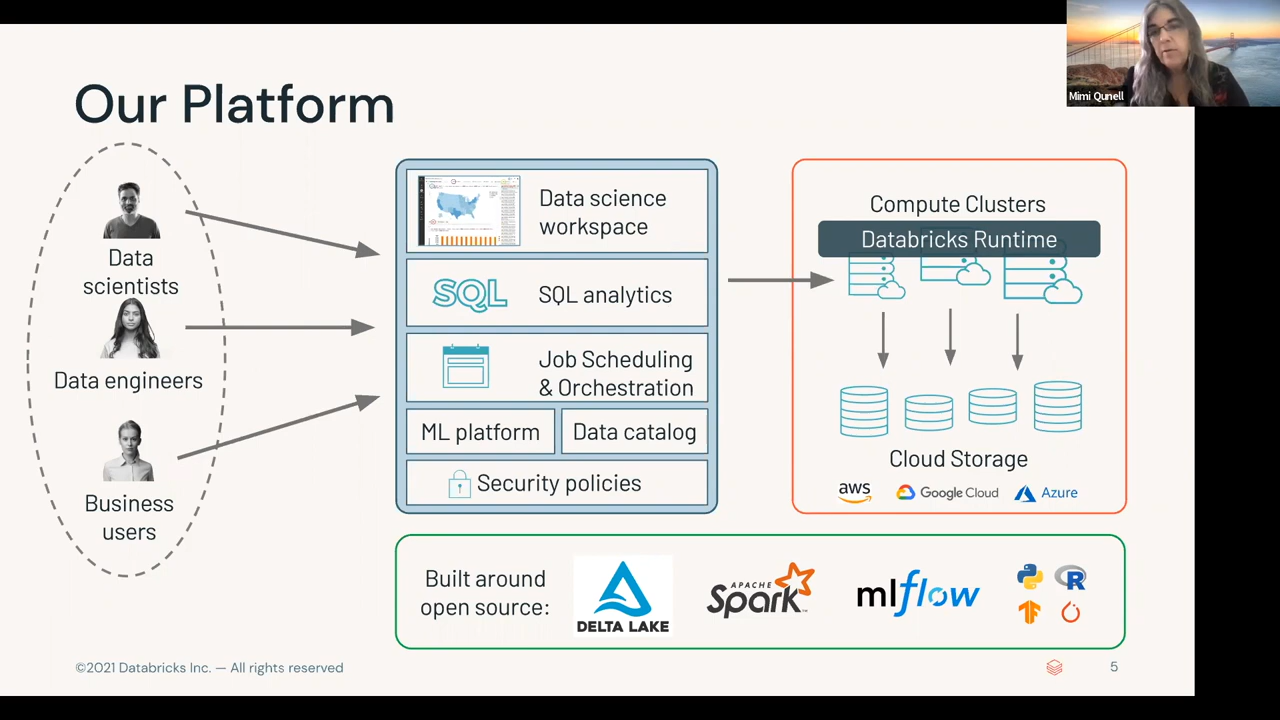 Our Platform
Mimi Qunell
Data
scientists
Data engineers
Business
users
Data science
workspace
SQL
SQL analytics
Job Scheduling
& Orchestration
ML platform
Data catalog
Security policies
Compute Clusters
Databricks Runtime
Cloud Storage
aws
Google Cloud
Azure
Built around
open source:
DELTA LAKE
APACHE
Spark
mlflow
R
©2021 Databricks Inc. — All rights reserved
5